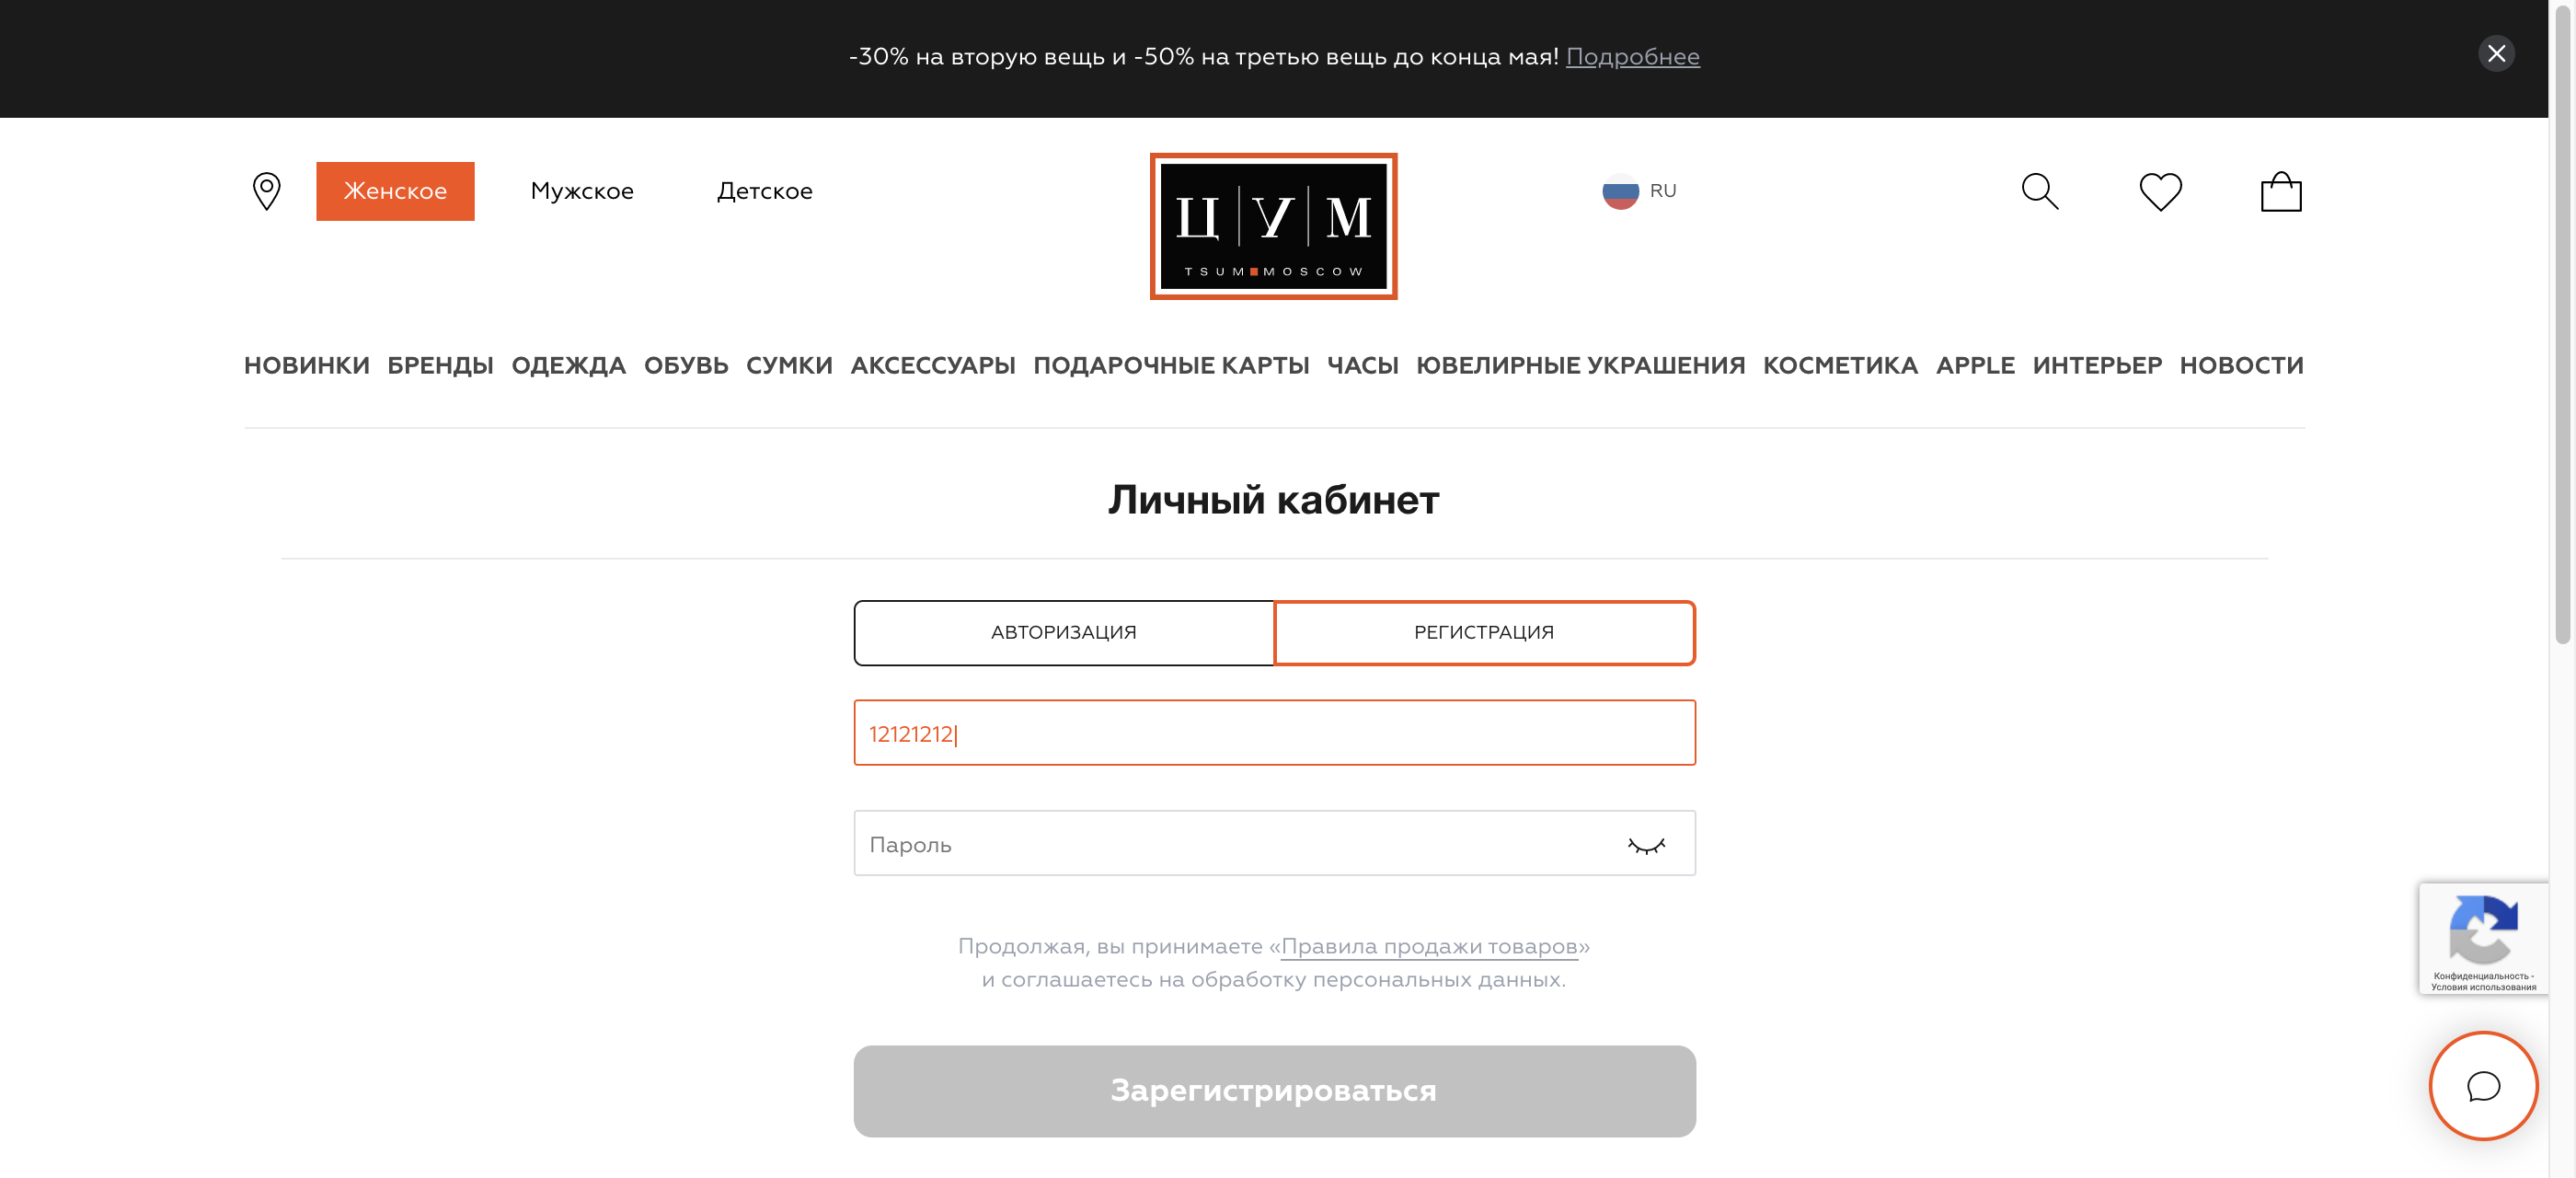 -30% на вторую вещь и -50% на третью вещь до конца мая! Подробнее
Женское Мужское Детское
ЦУМ
TSUM MOSCOW
RU
НОВИНКИ БРЕНДЫ ОДЕЖДА ОБУВЬ СУМКИ АКСЕССУАРЫ ПОДАРОЧНЫЕ КАРТЫ ЧАСЫ ЮВЕЛИРНЫЕ УКРАШЕНИЯ КОСМЕТИКА APPLE ИНТЕРЬЕР НОВОСТИ
Личный кабинет
АВТОРИЗАЦИЯ РЕГИСТРАЦИЯ
12121212
Пароль
Продолжая, вы принимаете «Правила продажи товаров»
и соглашаетесь на обработку персональных данных.
Конфиденциальность -
Условия использования
Зарегистрироваться